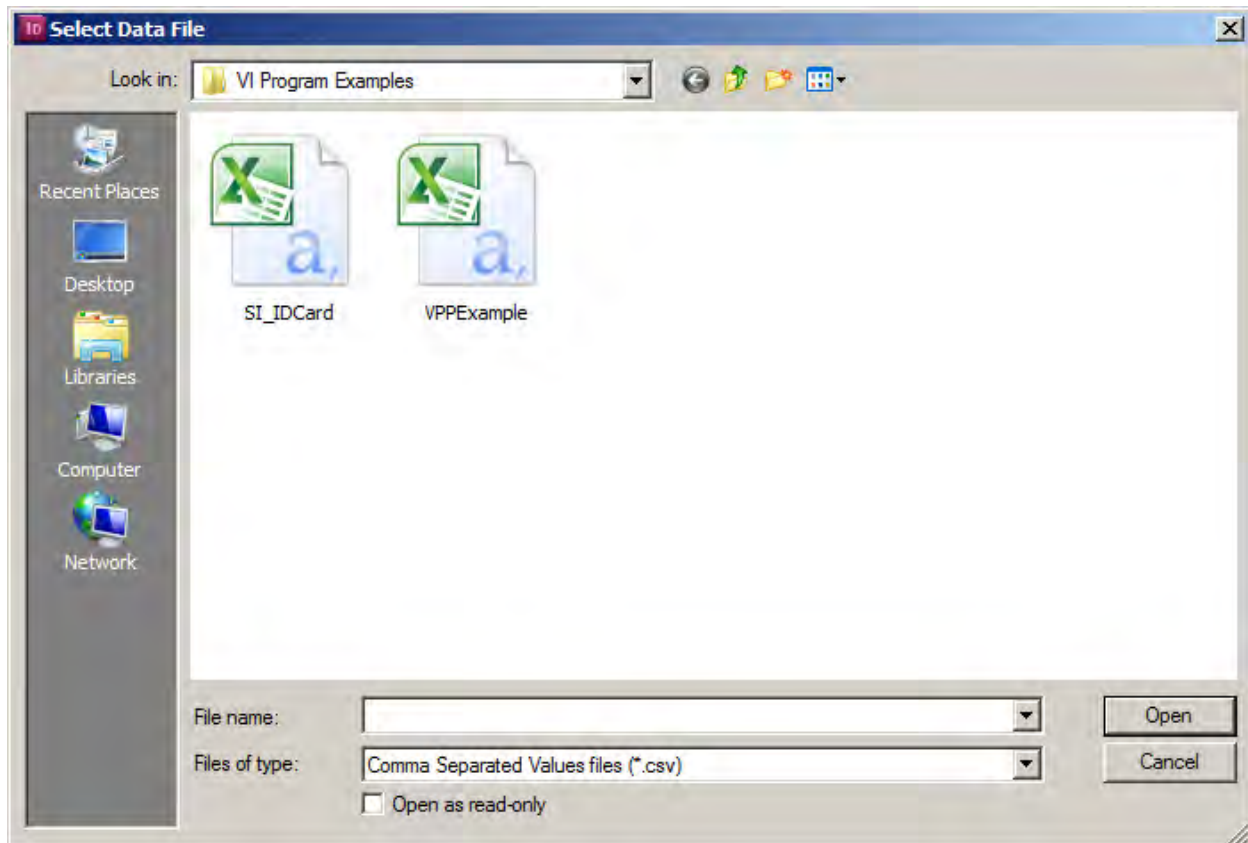 ID Select Data File
Look in: VI Program Examples
Recent Places
Desktop
Libraries
Computer
Network
a,
a,
SI_IDCard
VPPExample
File name:
Open
Files of type: Comma Separated Values files (*.csv)
Cancel
Open as read-only